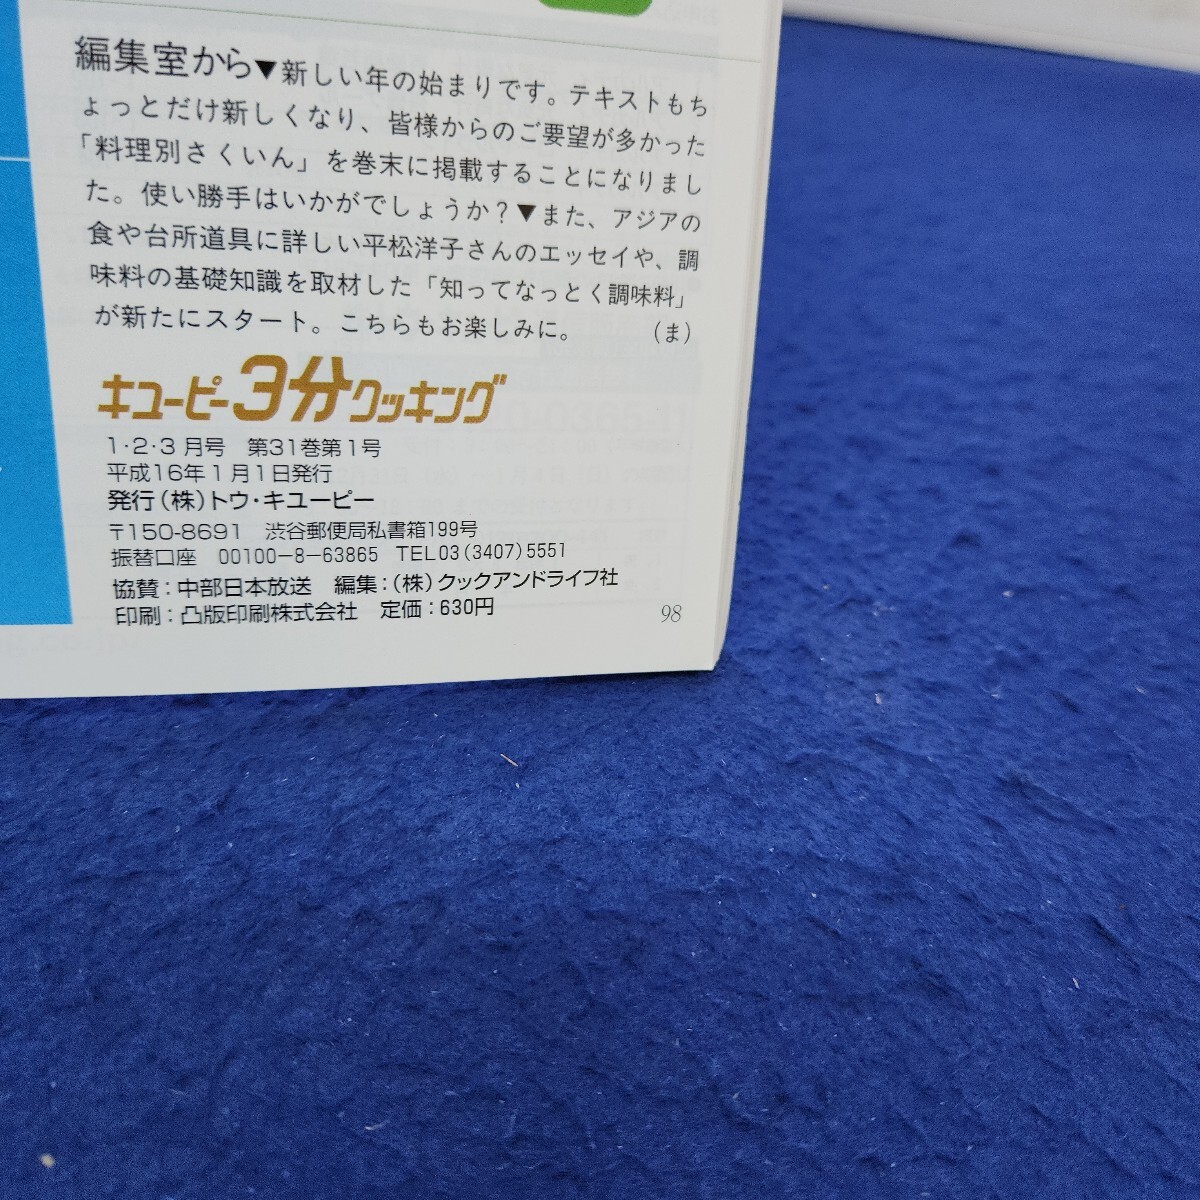 編集室から▼新しい年の始まりです。テキストもち
ょっとだけ新しくなり、皆様からのご要望が多かった
「料理別さくいん」を巻末に掲載することになりまし
た。使い勝手はいかがでしょうか？▼また、アジアの
食や台所道具に詳しい平松洋子さんのエッセイや、調
味料の基礎知識を取材した「知ってなっとく調味料」
が新たにスタート。こちらもお楽しみに。　（ま）
キユーピー3分クッキング
1・2・3月号　第31巻第1号
平成16年1月1日発行
発行（株）トウ・キユーピー
〒150-8691　渋谷郵便局私書箱199号
振替口座　00100-8-63865　TEL03(3407)5551
協賛：中部日本放送　編集：（株）クックアンドライフ社
印刷：凸版印刷株式会社　定価：630円
98